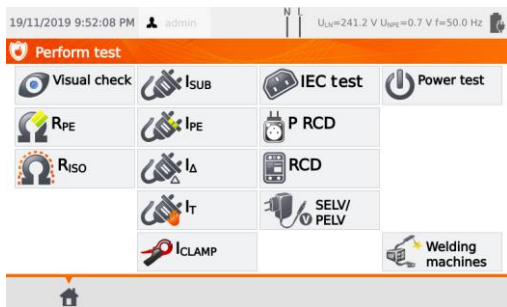 19/11/2019 9:52:08 PM admin N L ULN=241.2 V UNPE=0.7 V f=50.0 Hz
Perform test
Visual check
ISUB
IEC test
Power test
RPE
IPE
P RCD
RISO
IΔ
RCD
IT
SELV/
PELV
ICLAMP
Welding
machines